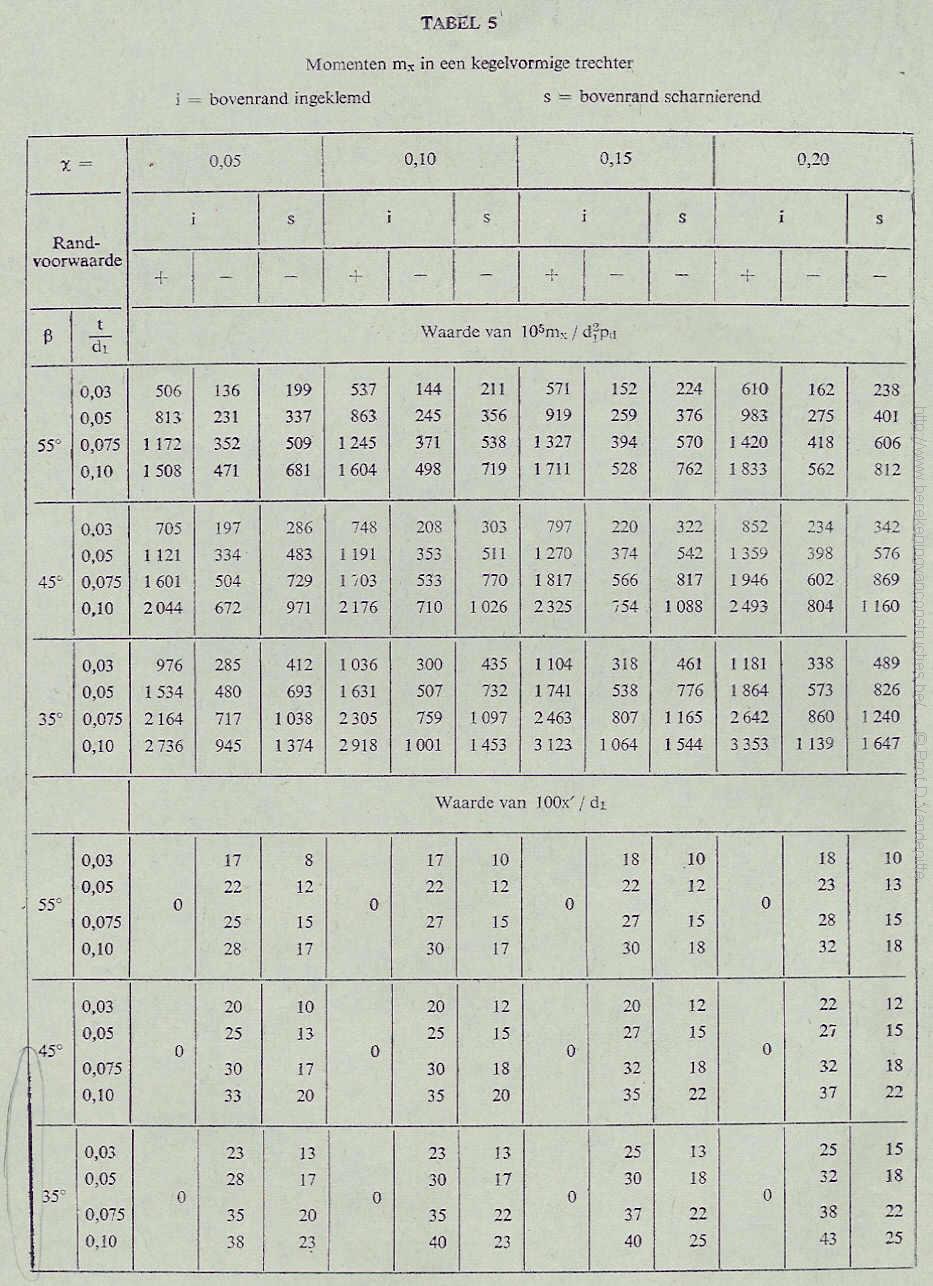 TABEL 5
Momenten mx in een kegelvormige trechter
i = bovenrand ingeklemd s = bovenrand scharnierend
χ = 0,05 0,10 0,15 0,20
i s i s i s i s
Rand-
voorwaarde
+ − − + − − + − − + − −
β t/d1 Waarde van 10⁵mx / d₁²pd
0,03 506 136 199 537 144 211 571 152 224 610 162 238
0,05 813 231 337 863 245 356 919 259 376 983 275 401
55° 0,075 1 172 352 509 1 245 371 538 1 327 394 570 1 420 418 606
0,10 1 508 471 681 1 604 498 719 1 711 528 762 1 833 562 812
0,03 705 197 286 748 208 303 797 220 322 852 234 342
0,05 1 121 334 483 1 191 353 511 1 270 374 542 1 359 398 576
45° 0,075 1 601 504 729 1 703 533 770 1 817 566 817 1 946 602 869
0,10 2 044 672 971 2 176 710 1 026 2 325 754 1 088 2 493 804 1 160
0,03 976 285 412 1 036 300 435 1 104 318 461 1 181 338 489
0,05 1 534 480 693 1 631 507 732 1 741 538 776 1 864 573 826
35° 0,075 2 164 717 1 038 2 305 759 1 097 2 463 807 1 165 2 642 860 1 240
0,10 2 736 945 1 374 2 918 1 001 1 453 3 123 1 064 1 544 3 353 1 139 1 647
Waarde van 100x′ / d1
0,03 17 8 17 10 18 10 18 10
0,05 22 12 22 12 22 12 23 13
55° 0 0 0 0
0,075 25 15 27 15 27 15 28 15
0,10 28 17 30 17 30 18 32 18
0,03 20 10 20 12 20 12 22 12
0,05 25 13 25 15 27 15 27 15
45° 0 0 0 0
0,075 30 17 30 18 32 18 32 18
0,10 33 20 35 20 35 22 37 22
0,03 23 13 23 13 25 13 25 15
0,05 28 17 30 17 30 18 32 18
35° 0 0 0 0
0,075 35 20 35 22 37 22 38 22
0,10 38 23 40 23 40 25 43 25
© Prof.D.Vandepitte